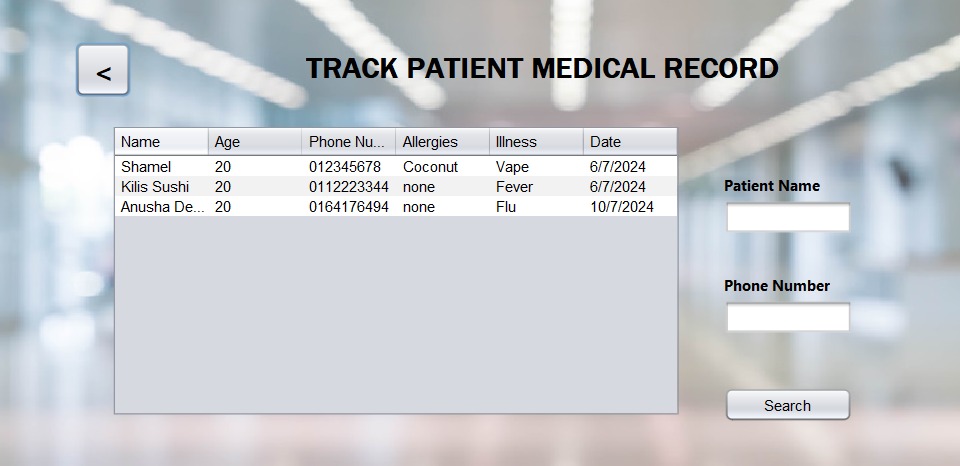 <
TRACK PATIENT MEDICAL RECORD
Name Age Phone Nu... Allergies Illness Date
Shamel 20 012345678 Coconut Vape 6/7/2024
Kilis Sushi 20 0112223344 none Fever 6/7/2024
Anusha De... 20 0164176494 none Flu 10/7/2024
Patient Name
Phone Number
Search